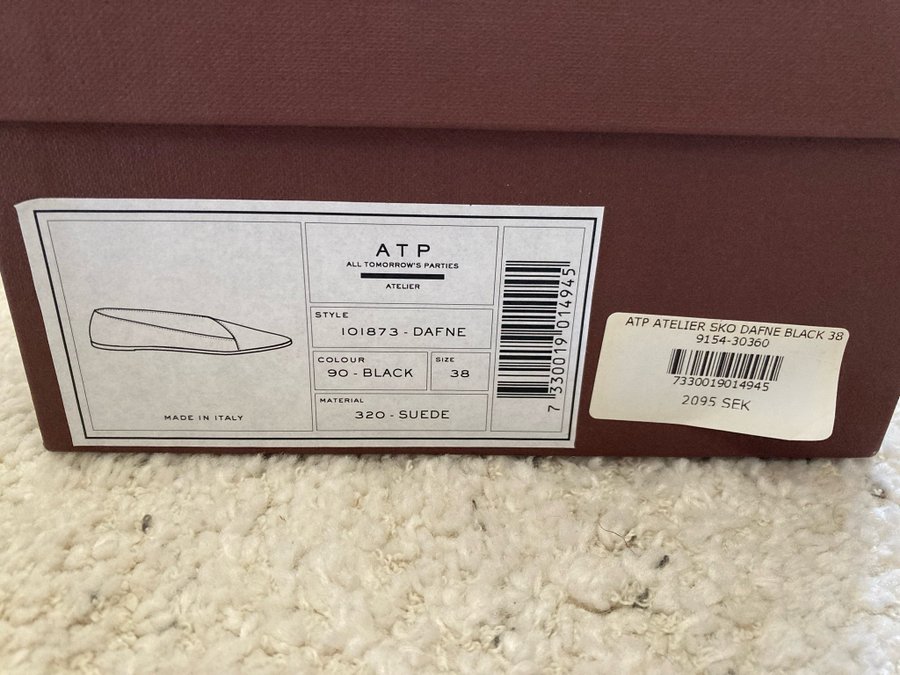 ATP
ALL TOMORROW'S PARTIES
ATELIER
STYLE
101873 - DAFNE
COLOUR
90 - BLACK
SIZE
38
MATERIAL
320 - SUEDE
MADE IN ITALY
7 330019 014945
ATP ATELIER SKO DAFNE BLACK 38
9154-30360
7330019014945
2095 SEK